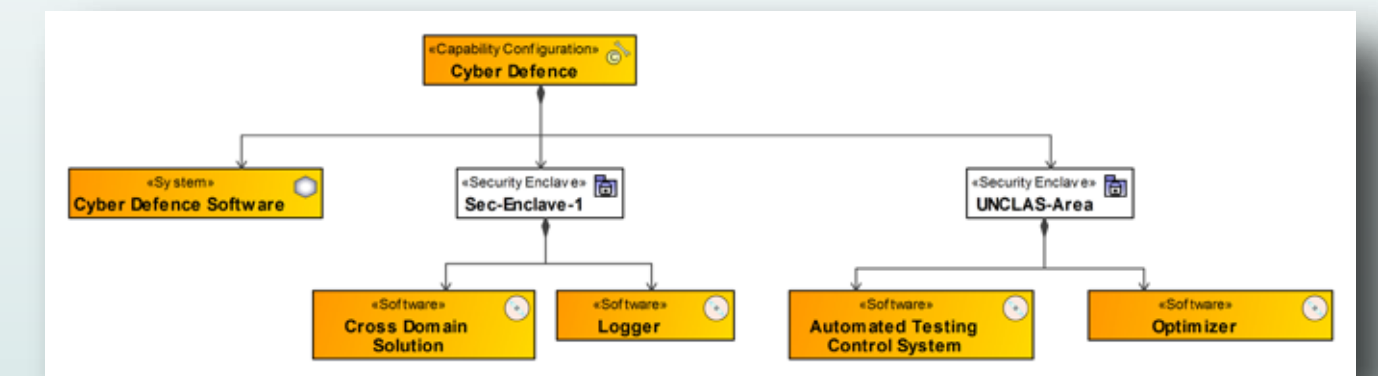 «Capability Configuration»
Cyber Defence
«System»
Cyber Defence Software
«Security Enclave»
Sec-Enclave-1
«Security Enclave»
UNCLAS-Area
«Software»
Cross Domain
Solution
«Software»
Logger
«Software»
Automated Testing
Control System
«Software»
Optimizer